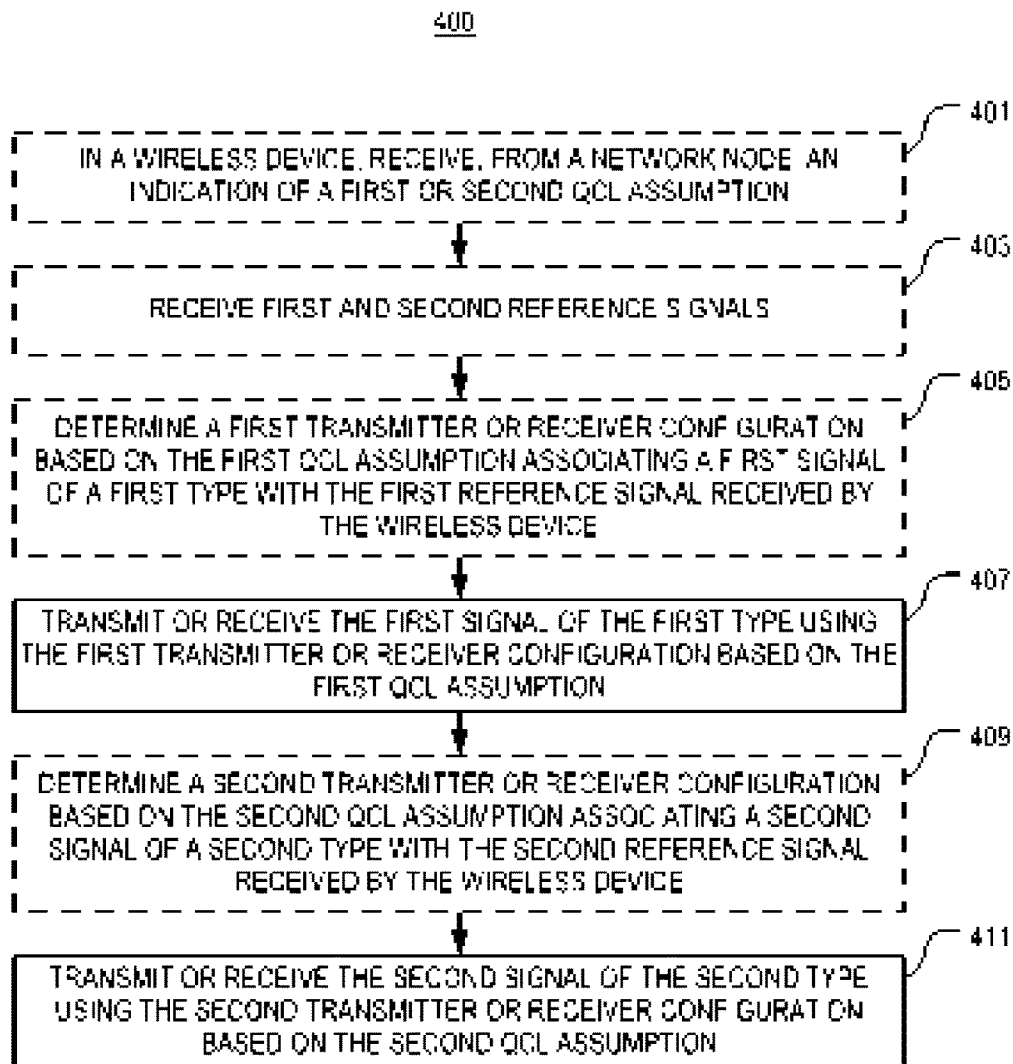 400
401
IN A WIRELESS DEVICE, RECEIVE, FROM A NETWORK NODE, AN
INDICATION OF A FIRST OR SECOND QCL ASSUMPTION
403
RECEIVE FIRST AND SECOND REFERENCE SIGNALS
405
DETERMINE A FIRST TRANSMITTER OR RECEIVER CONFIGURATION
BASED ON THE FIRST QCL ASSUMPTION ASSOCIATING A FIRST SIGNAL
OF A FIRST TYPE WITH THE FIRST REFERENCE SIGNAL RECEIVED BY
THE WIRELESS DEVICE
407
TRANSMIT OR RECEIVE THE FIRST SIGNAL OF THE FIRST TYPE USING
THE FIRST TRANSMITTER OR RECEIVER CONFIGURATION BASED ON THE
FIRST QCL ASSUMPTION
409
DETERMINE A SECOND TRANSMITTER OR RECEIVER CONFIGURATION
BASED ON THE SECOND QCL ASSUMPTION ASSOCIATING A SECOND
SIGNAL OF A SECOND TYPE WITH THE SECOND REFERENCE SIGNAL
RECEIVED BY THE WIRELESS DEVICE
411
TRANSMIT OR RECEIVE THE SECOND SIGNAL OF THE SECOND TYPE
USING THE SECOND TRANSMITTER OR RECEIVER CONFIGURATION
BASED ON THE SECOND QCL ASSUMPTION